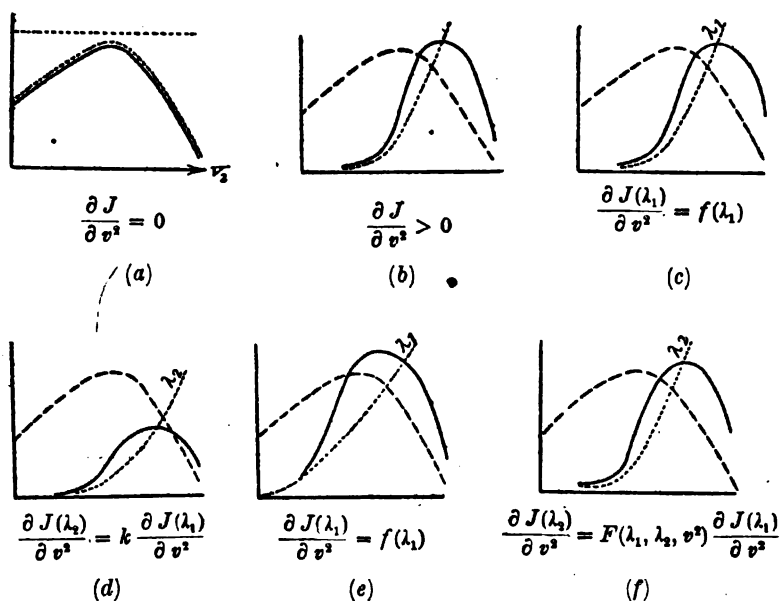 λ₁
v₂
∂J/∂v² = 0
∂J/∂v² > 0
∂J(λ₁)/∂v² = f(λ₁)
(a)
(b)
(c)
λ₂
λ₁
λ₂
∂J(λ₂)/∂v² = k ∂J(λ₁)/∂v²
∂J(λ₁)/∂v² = f(λ₁)
∂J(λ₂)/∂v² = F(λ₁, λ₂, v²) ∂J(λ₁)/∂v²
(d)
(e)
(f)